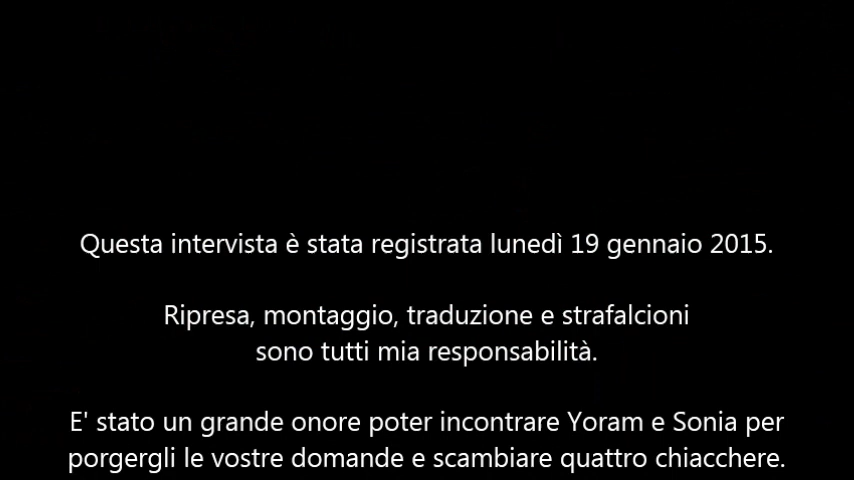 Questa intervista è stata registrata lunedì 19 gennaio 2015.
Ripresa, montaggio, traduzione e strafalcioni
sono tutti mia responsabilità.
E' stato un grande onore poter incontrare Yoram e Sonia per
porgergli le vostre domande e scambiare quattro chiacchere.